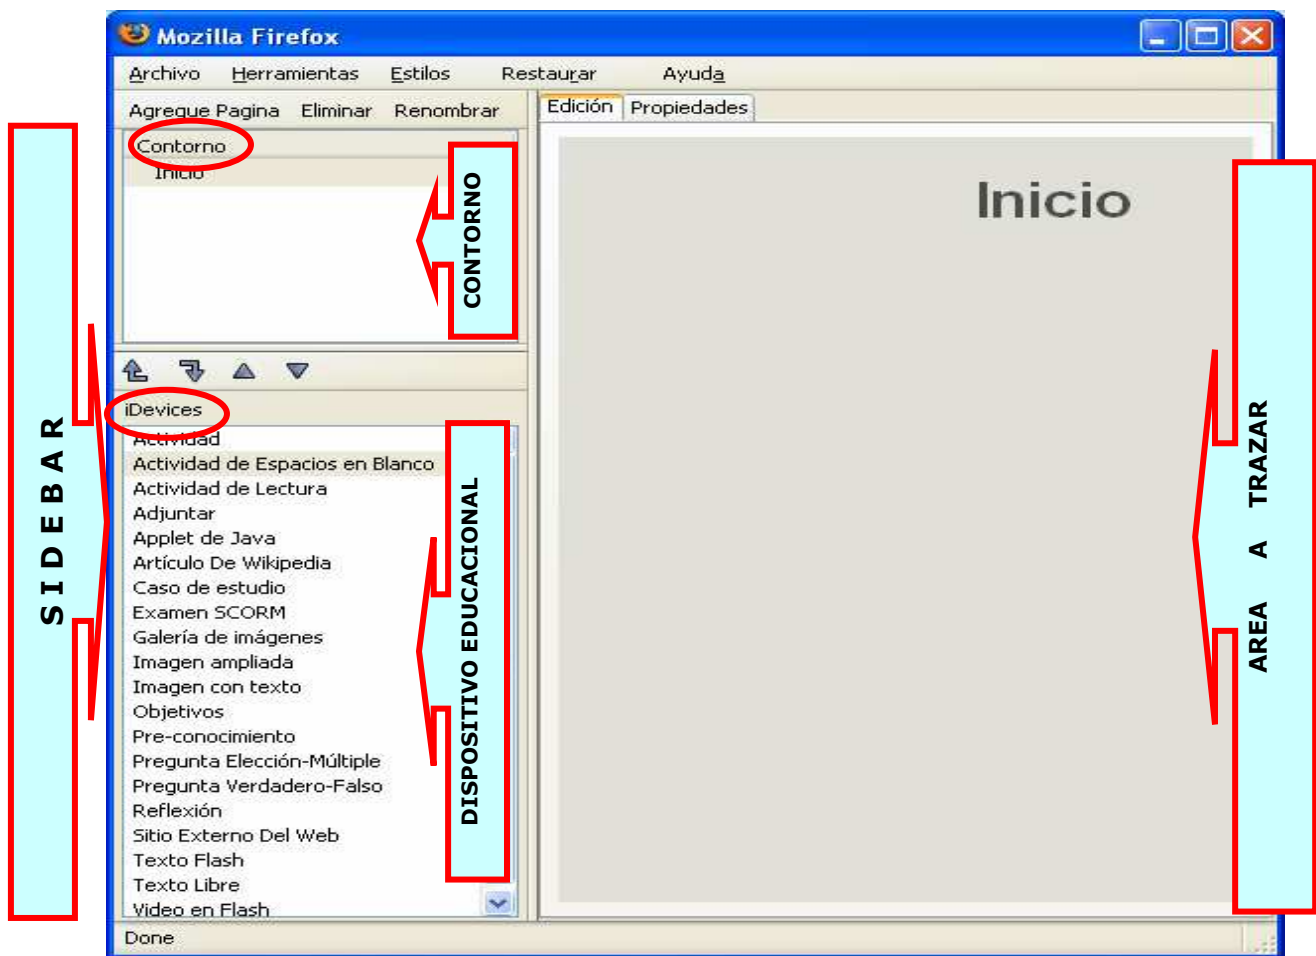 Mozilla Firefox
Archivo Herramientas Estilos Restaurar Ayuda
Agregue Pagina Eliminar Renombrar
Edición Propiedades
Contorno
Inicio
Inicio
CONTORNO
SIDEBAR
iDevices
Actividad
Actividad de Espacios en Blanco
Actividad de Lectura
Adjuntar
Applet de Java
Artículo De Wikipedia
Caso de estudio
Examen SCORM
Galería de imágenes
Imagen ampliada
Imagen con texto
Objetivos
Pre-conocimiento
Pregunta Elección-Múltiple
Pregunta Verdadero-Falso
Reflexión
Sitio Externo Del Web
Texto Flash
Texto Libre
Video en Flash
DISPOSITIVO EDUCACIONAL
AREA A TRAZAR
Done